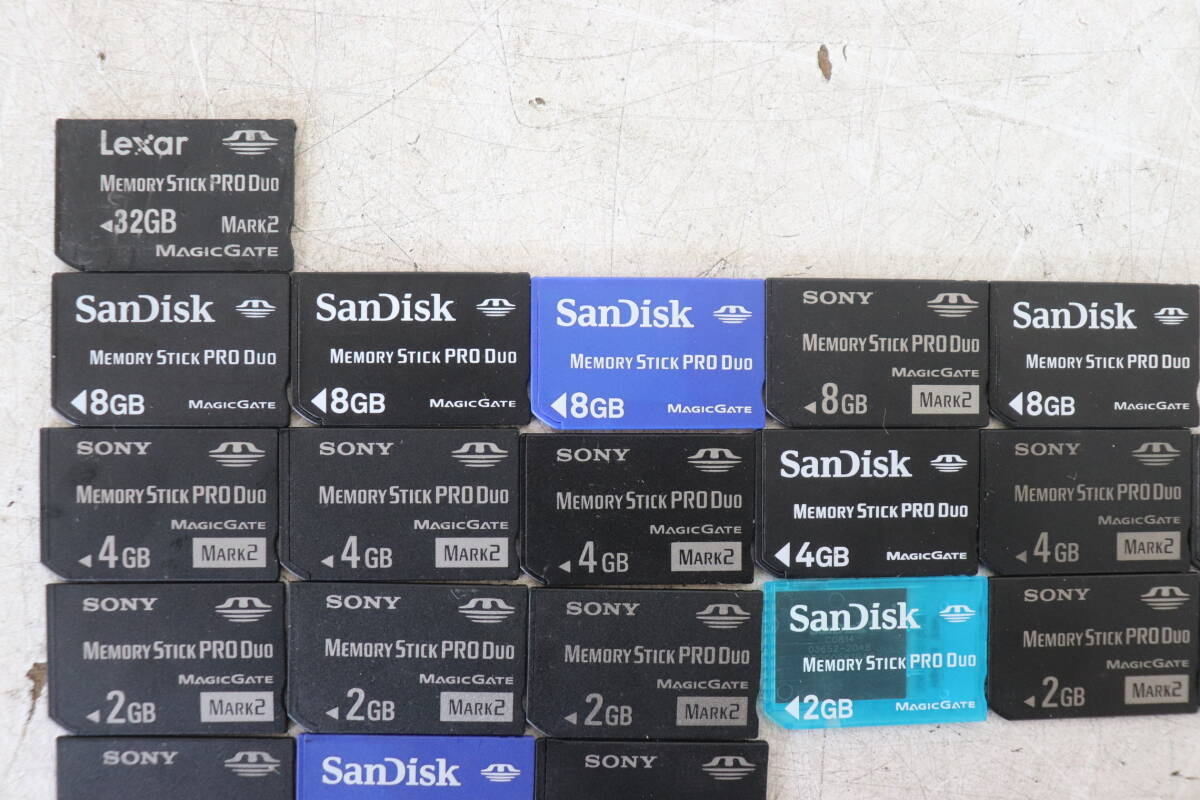 Lexar
MEMORY STICK PRO DUO
32GB MARK2
MAGICGATE
SanDisk
MEMORY STICK PRO DUO
8GB MAGICGATE
SanDisk
MEMORY STICK PRO DUO
8GB MAGICGATE
SanDisk
MEMORY STICK PRO DUO
8GB MAGICGATE
SONY
MEMORY STICK PRO DUO
MAGICGATE
8GB MARK2
SanDisk
MEMORY STICK PRO DUO
8GB MAGICGATE
SONY
MEMORY STICK PRO DUO
MAGICGATE
4GB MARK2
SONY
MEMORY STICK PRO DUO
MAGICGATE
4GB MARK2
SONY
MEMORY STICK PRO DUO
MAGICGATE
4GB MARK2
SanDisk
MEMORY STICK PRO DUO
4GB MAGICGATE
SONY
MEMORY STICK PRO DUO
MAGICGATE
4GB MARK2
SONY
MEMORY STICK PRO DUO
MAGICGATE
2GB MARK2
SONY
MEMORY STICK PRO DUO
MAGICGATE
2GB MARK2
SONY
MEMORY STICK PRO DUO
MAGICGATE
2GB MARK2
SanDisk
MEMORY STICK PRO DUO
2GB MAGICGATE
SONY
MEMORY STICK PRO DUO
MAGICGATE
2GB MARK2
SONY
SanDisk
SONY